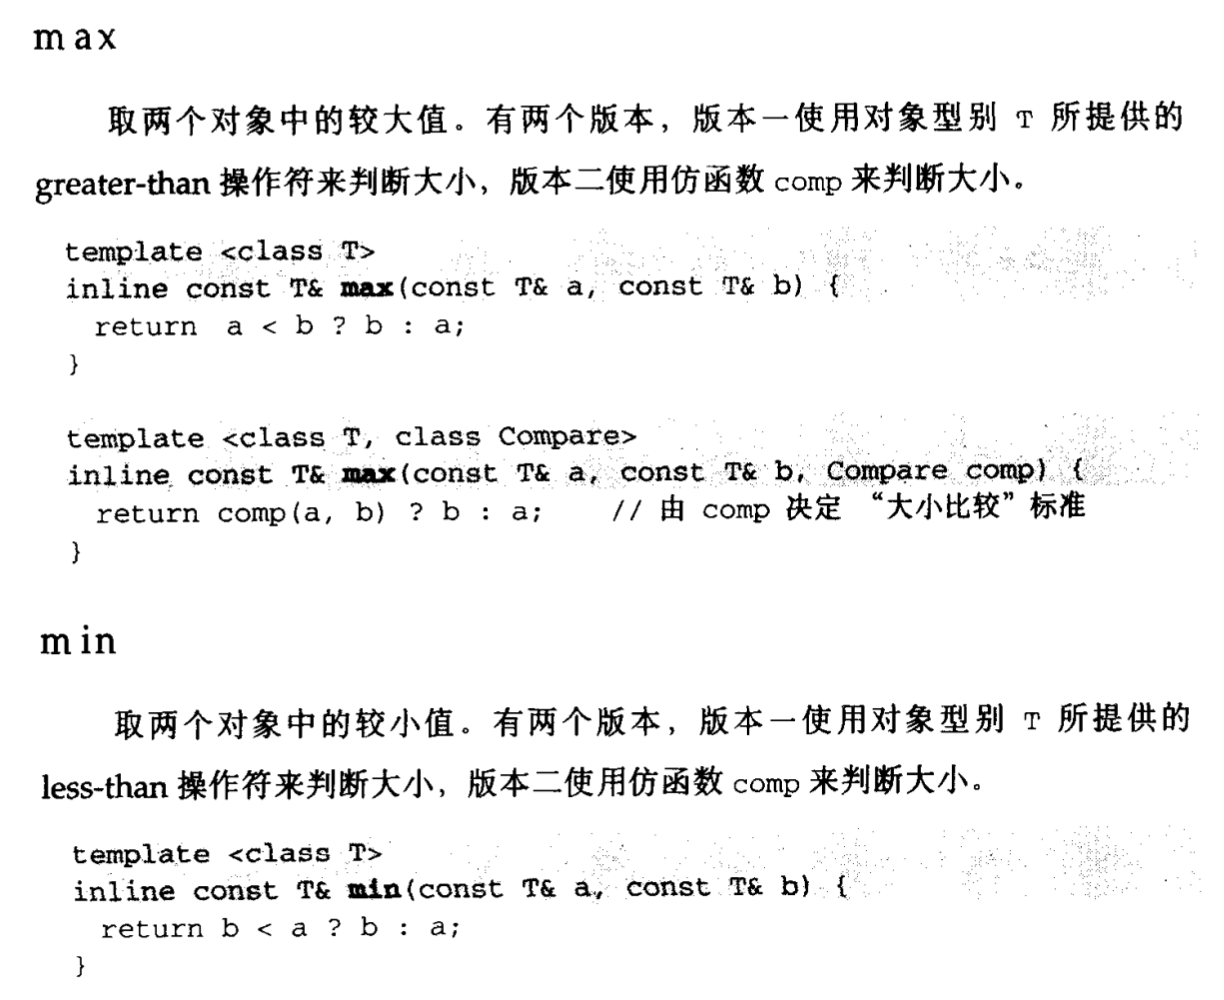 max
取两个对象中的较大值。有两个版本，版本一使用对象型别 T 所提供的
greater-than 操作符来判断大小，版本二使用仿函数 comp 来判断大小。
template <class T>
inline const T& max(const T& a, const T& b) {
  return a < b ? b : a;
}
template <class T, class Compare>
inline const T& max(const T& a, const T& b, Compare comp) {
  return comp(a, b) ? b : a;    // 由 comp 决定 “大小比较”标准
}
min
取两个对象中的较小值。有两个版本，版本一使用对象型别 T 所提供的
less-than 操作符来判断大小，版本二使用仿函数 comp 来判断大小。
template <class T>
inline const T& min(const T& a, const T& b) {
  return b < a ? b : a;
}